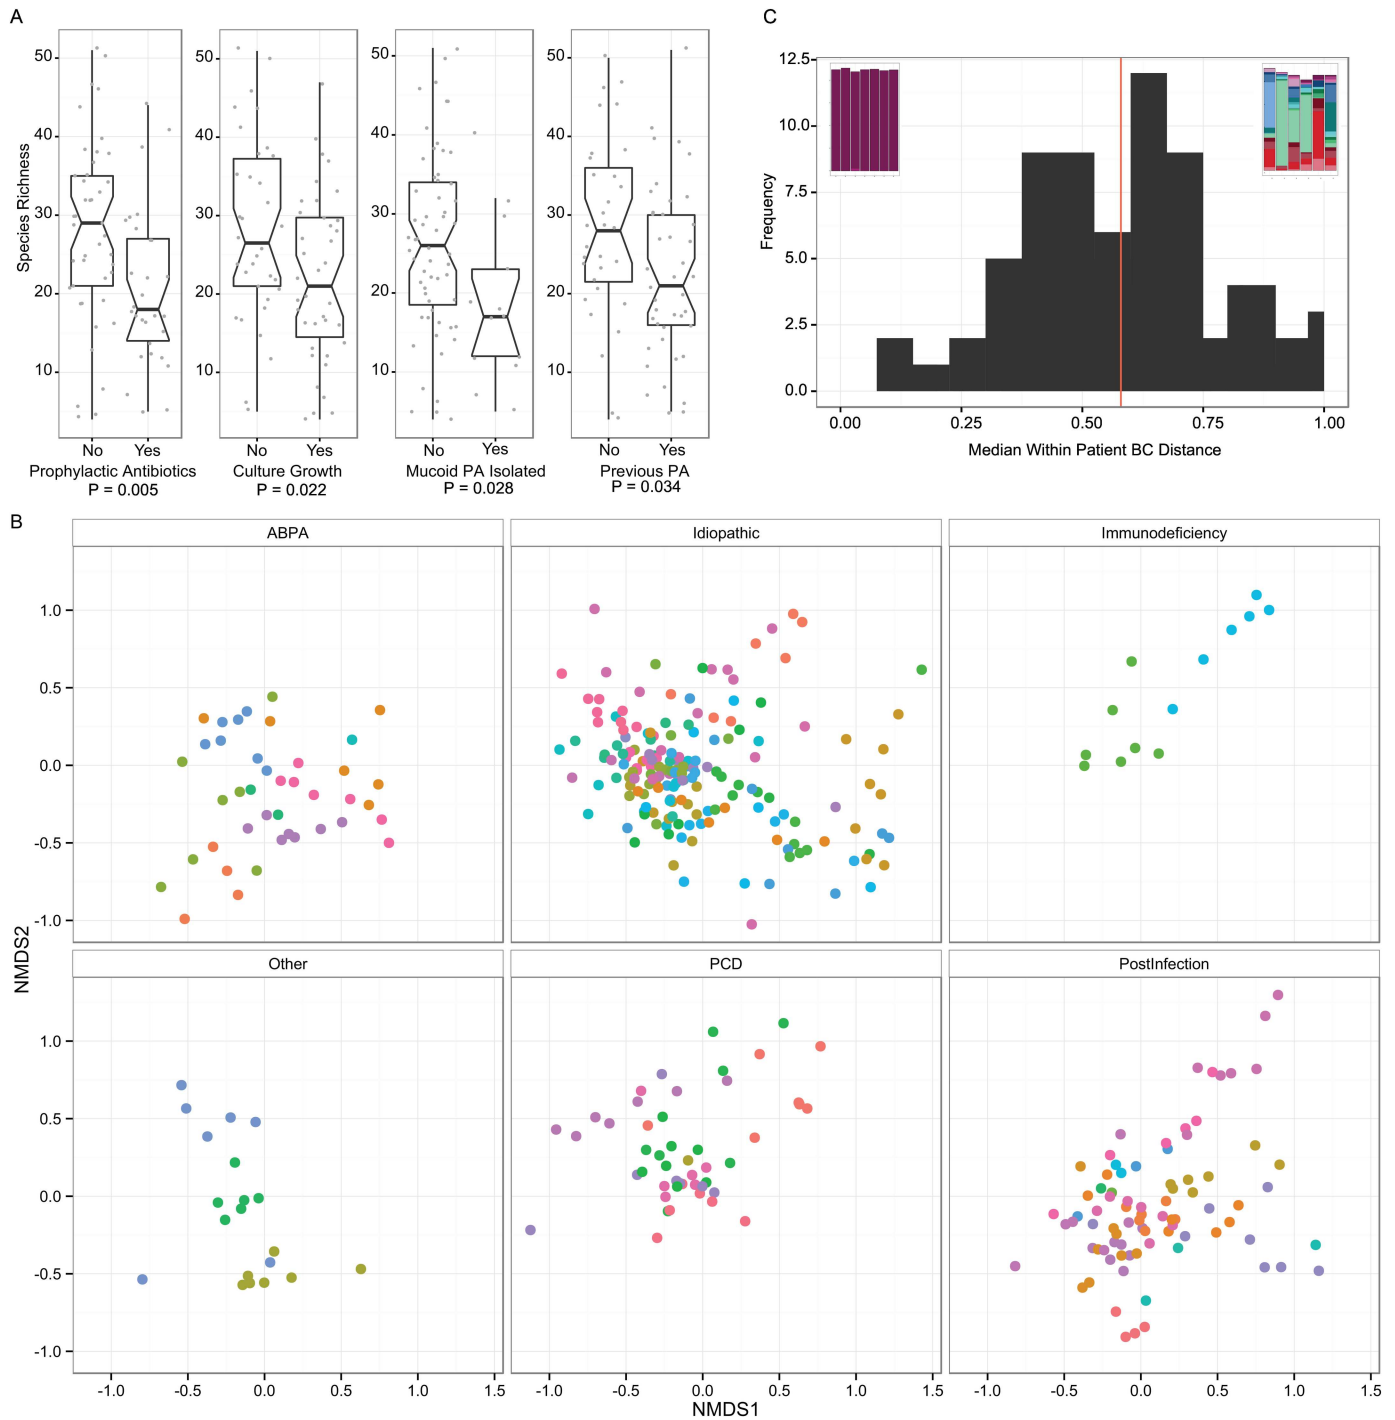 A
Species Richness
50
40
30
20
10
No Yes
Prophylactic Antibiotics
P = 0.005
50
40
30
20
10
No Yes
Culture Growth
P = 0.022
50
40
30
20
10
No Yes
Mucoid PA Isolated
P = 0.028
50
40
30
20
10
No Yes
Previous PA
P = 0.034
C
Frequency
12.5
10.0
7.5
5.0
2.5
0.0
0.00 0.25 0.50 0.75 1.00
Median Within Patient BC Distance
B
ABPA Idiopathic Immunodeficiency
1.0
0.5
0.0
-0.5
-1.0
NMDS2
Other PCD PostInfection
1.0
0.5
0.0
-0.5
-1.0
-1.0 -0.5 0.0 0.5 1.0 1.5 -1.0 -0.5 0.0 0.5 1.0 1.5 -1.0 -0.5 0.0 0.5 1.0 1.5
NMDS1